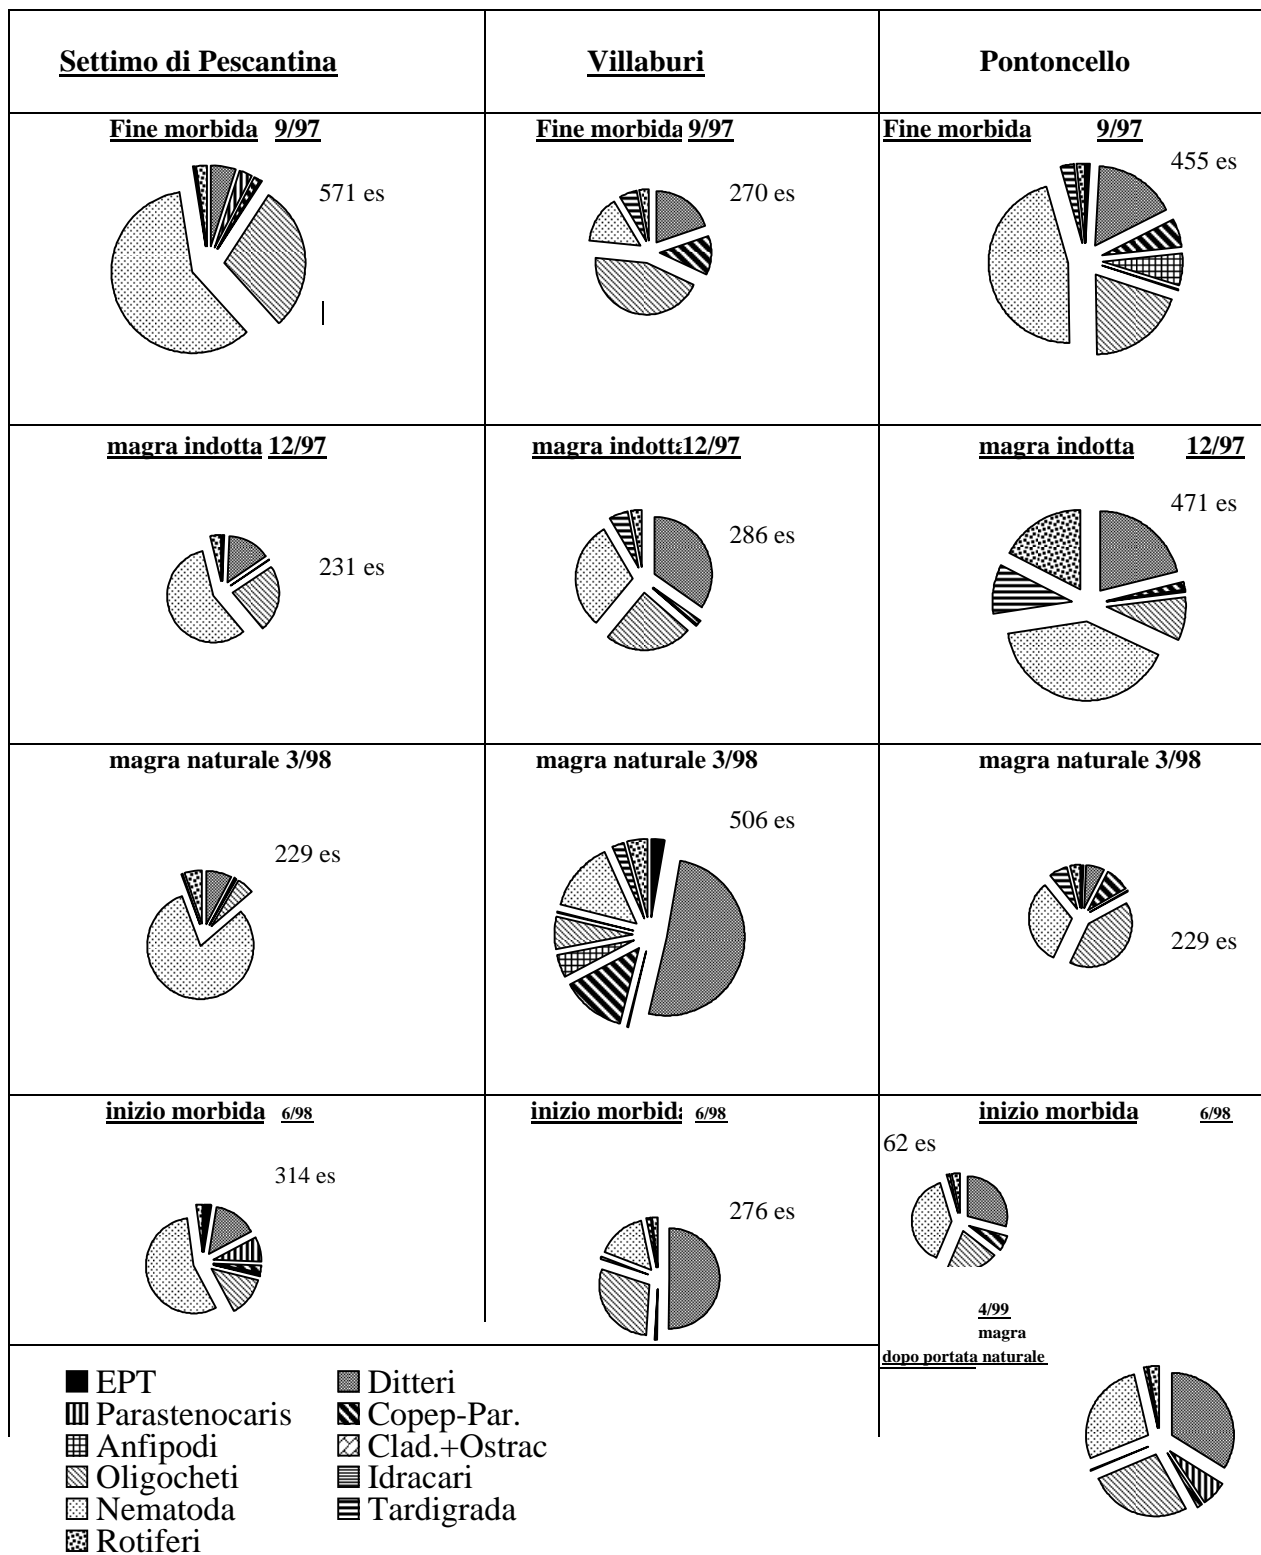 Settimo di Pescantina Villaburi Pontoncello
Fine morbida 9/97 Fine morbida 9/97 Fine morbida 9/97
571 es 270 es 455 es
magra indotta 12/97 magra indotta 12/97 magra indotta 12/97
231 es 286 es 471 es
magra naturale 3/98 magra naturale 3/98 magra naturale 3/98
229 es 506 es 229 es
inizio morbida 6/98 inizio morbida 6/98 inizio morbida 6/98
314 es 276 es 62 es
4/99
magra
dopo portata naturale
EPT Ditteri
Parastenocaris Copep-Par.
Anfipodi Clad.+Ostrac
Oligocheti Idracari
Nematoda Tardigrada
Rotiferi